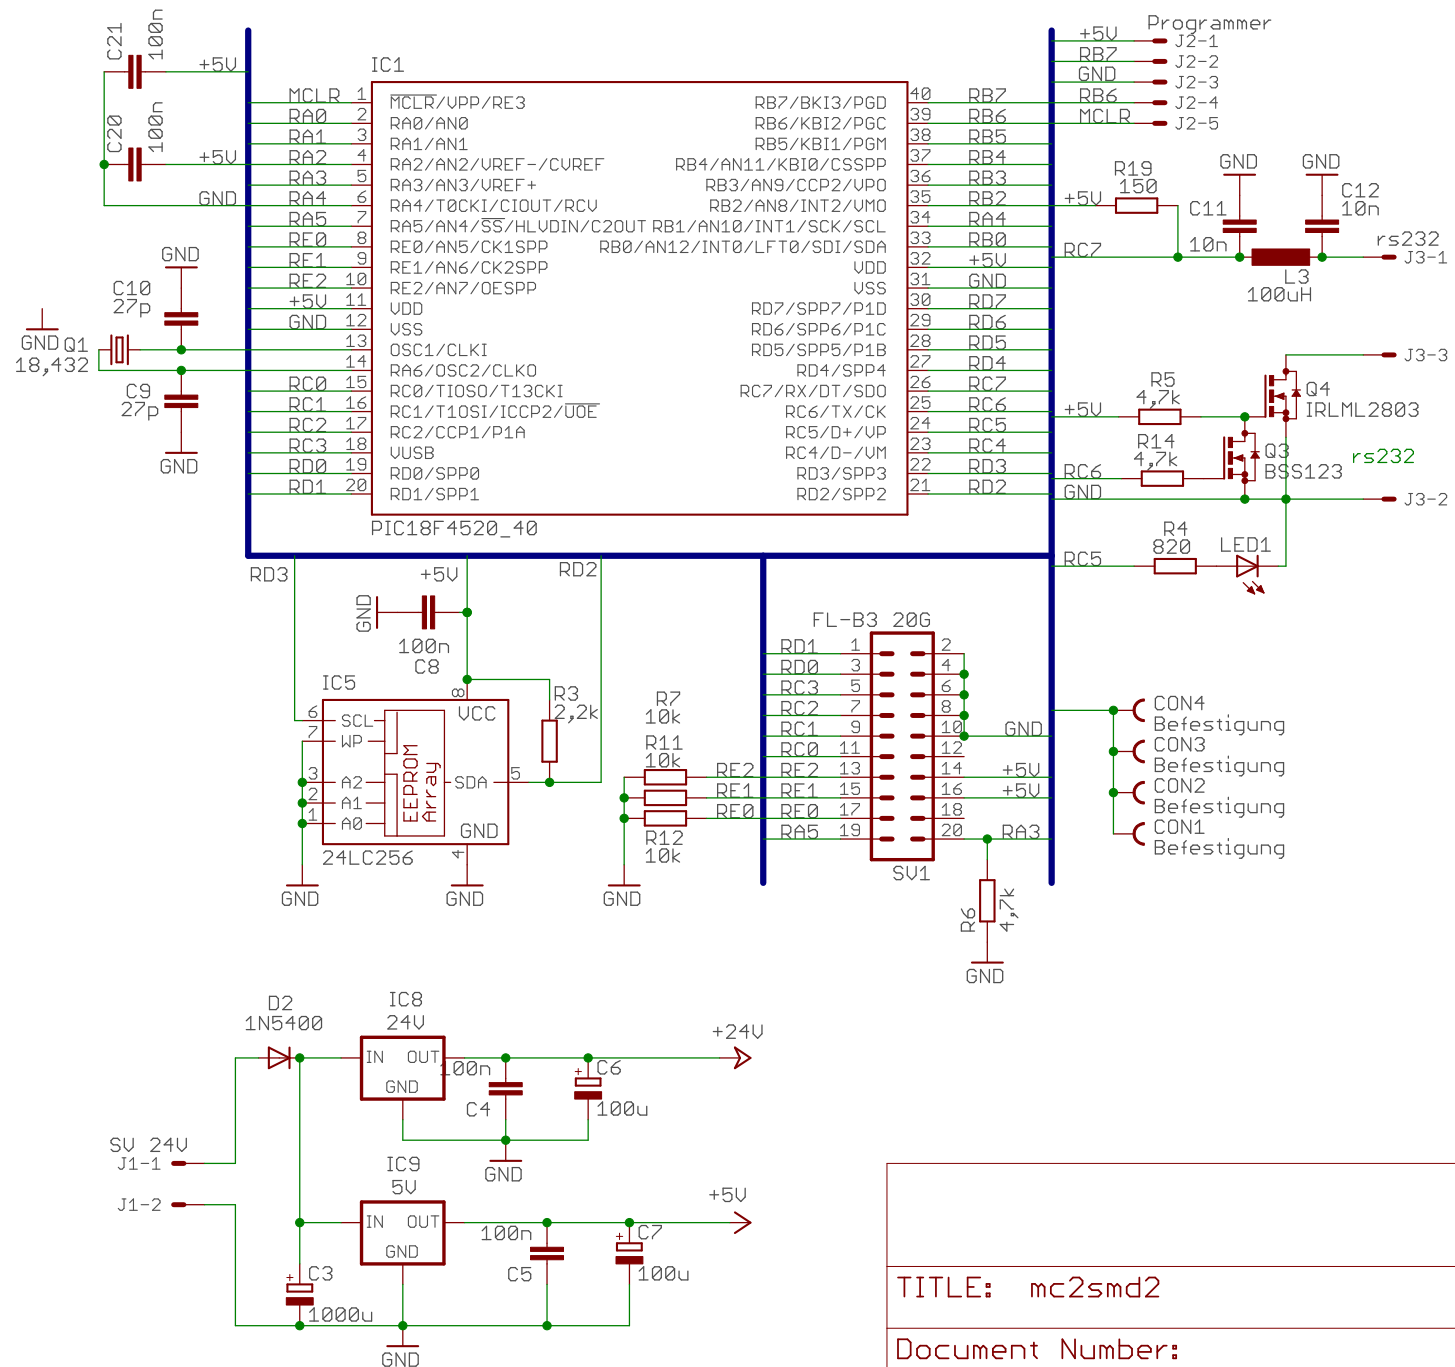 C21
100n
+5V
C20
100n
+5V
GND
IC1
MCLR 1 MCLR/VPP/RE3
RA0 2 RA0/AN0
RA1 3 RA1/AN1
RA2 4 RA2/AN2/VREF-/CVREF
RA3 5 RA3/AN3/VREF+
RA4 6 RA4/T0CKI/CIOUT/RCV
RA5 7 RA5/AN4/SS/HLVDIN/C2OUT
RE0 8 RE0/AN5/CK1SPP
RE1 9 RE1/AN6/CK2SPP
RE2 10 RE2/AN7/OESPP
+5V 11 VDD
GND 12 VSS
13 OSC1/CLKI
14 RA6/OSC2/CLKO
RC0 15 RC0/TIOSO/T13CKI
RC1 16 RC1/T1OSI/ICCP2/UOE
RC2 17 RC2/CCP1/P1A
RC3 18 VUSB
RD0 19 RD0/SPP0
RD1 20 RD1/SPP1
RB7/BKI3/PGD 40 RB7
RB6/KBI2/PGC 39 RB6
RB5/KBI1/PGM 38 RB5
RB4/AN11/KBI0/CSSPP 37 RB4
RB3/AN9/CCP2/VPO 36 RB3
RB2/AN8/INT2/VMO 35 RB2
RB1/AN10/INT1/SCK/SCL 34 RA4
RB0/AN12/INT0/LFT0/SDI/SDA 33 RB0
VDD 32 +5V
VSS 31 GND
RD7/SPP7/P1D 30 RD7
RD6/SPP6/P1C 29 RD6
RD5/SPP5/P1B 28 RD5
RD4/SPP4 27 RD4
RC7/RX/DT/SDO 26 RC7
RC6/TX/CK 25 RC6
RC5/D+/VP 24 RC5
RC4/D-/VM 23 RC4
RD3/SPP3 22 RD3
RD2/SPP2 21 RD2
PIC18F4520_40
Programmer
+5V J2-1
RB7 J2-2
GND J2-3
RB6 J2-4
MCLR J2-5
GND
C10
27p
GND Q1
18,432
C9
27p
GND
R19
150
+5V
GND
C11
10n
GND
C12
10n
RC7
L3
100uH
rs232
J3-1
J3-3
R5
4,7k
+5V
Q4
IRLML2803
R14
4,7k
RC6
Q3
BSS123
rs232
GND
J3-2
R4
820
RC5
LED1
RD3
+5V
RD2
GND
100n
C8
IC5
6 SCL
7 WP
3 A2
2 A1
1 A0
8
VCC
EEPROM
Array
SDA 5
GND
4
24LC256
GND
GND
R3
2,2k
R7
10k
R11
10k
R12
10k
RE2
RE1
RE0
GND
FL-B3 20G
RD1 1 2
RD0 3 4
RC3 5 6
RC2 7 8
RC1 9 10 GND
RC0 11 12
RE2 13 14 +5V
RE1 15 16 +5V
RE0 17 18
RA5 19 20 RA3
SV1
R6
4,7k
GND
CON4
Befestigung
CON3
Befestigung
CON2
Befestigung
CON1
Befestigung
D2
1N5400
IC8
24V
IN OUT
GND
100n
C4
+
C6
100u
+24V
GND
SV 24V
J1-1
J1-2
IC9
5V
IN OUT
GND
+
C3
1000u
100n
C5
+
C7
100u
+5V
GND
TITLE: mc2smd2
Document Number: